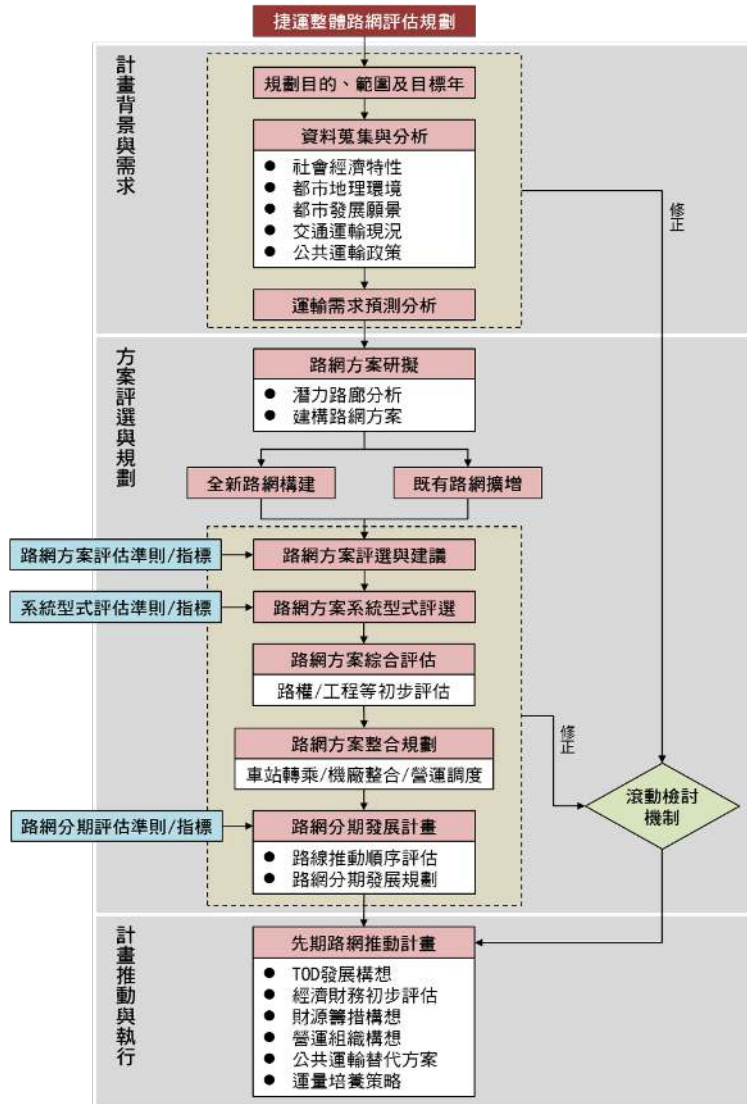 捷運整體路網評估規劃
計畫背景與需求
規劃目的、範圍及目標年
資料蒐集與分析
● 社會經濟特性
● 都市地理環境
● 都市發展願景
● 交通運輸現況
● 公共運輸政策
修正
運輸需求預測分析
方案評選與規劃
路網方案研擬
● 潛力路廊分析
● 建構路網方案
全新路網構建
既有路網擴增
路網方案評估準則/指標
路網方案評選與建議
系統型式評估準則/指標
路網方案系統型式評選
路網方案綜合評估
路權/工程等初步評估
修正
路網方案整合規劃
車站轉乘/機廠整合/營運調度
滾動檢討
機制
路網分期評估準則/指標
路網分期發展計畫
● 路線推動順序評估
● 路網分期發展規劃
計畫推動與執行
先期路網推動計畫
● TOD發展構想
● 經濟財務初步評估
● 財源籌措構想
● 營運組織構想
● 公共運輸替代方案
● 運量培養策略